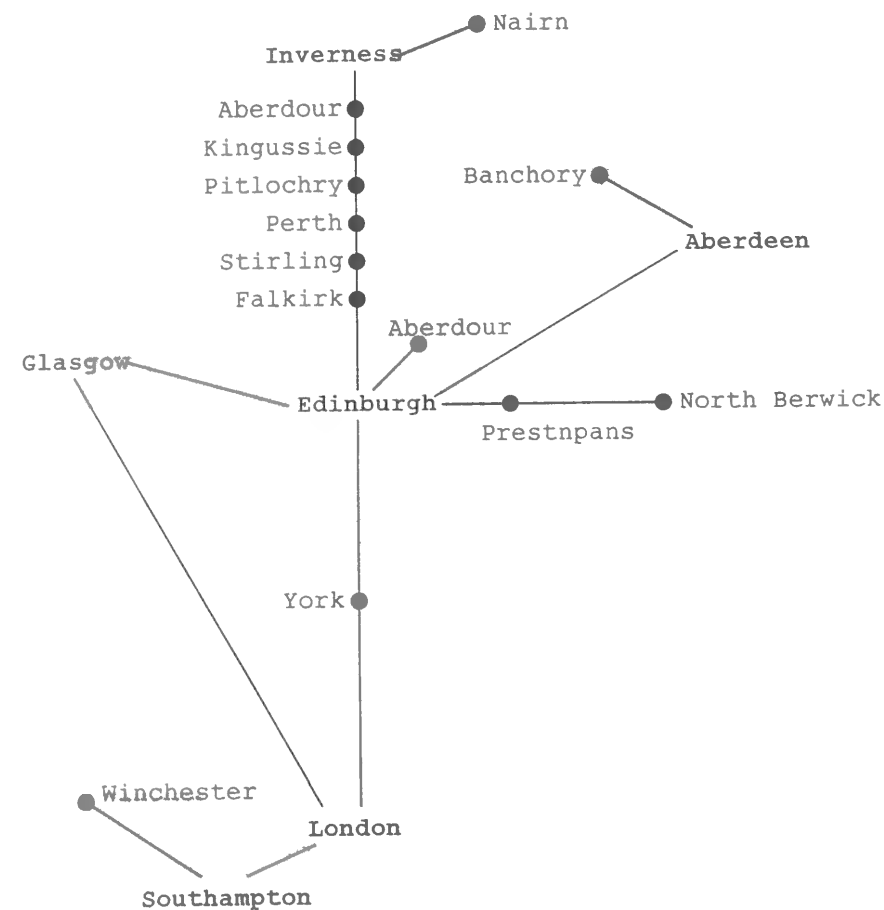 Nairn
Inverness
Aberdour
Kingussie
Pitlochry
Banchory
Perth
Aberdeen
Stirling
Falkirk
Aberdour
Glasgow
Edinburgh
North Berwick
Prestnpans
York
Winchester
London
Southampton